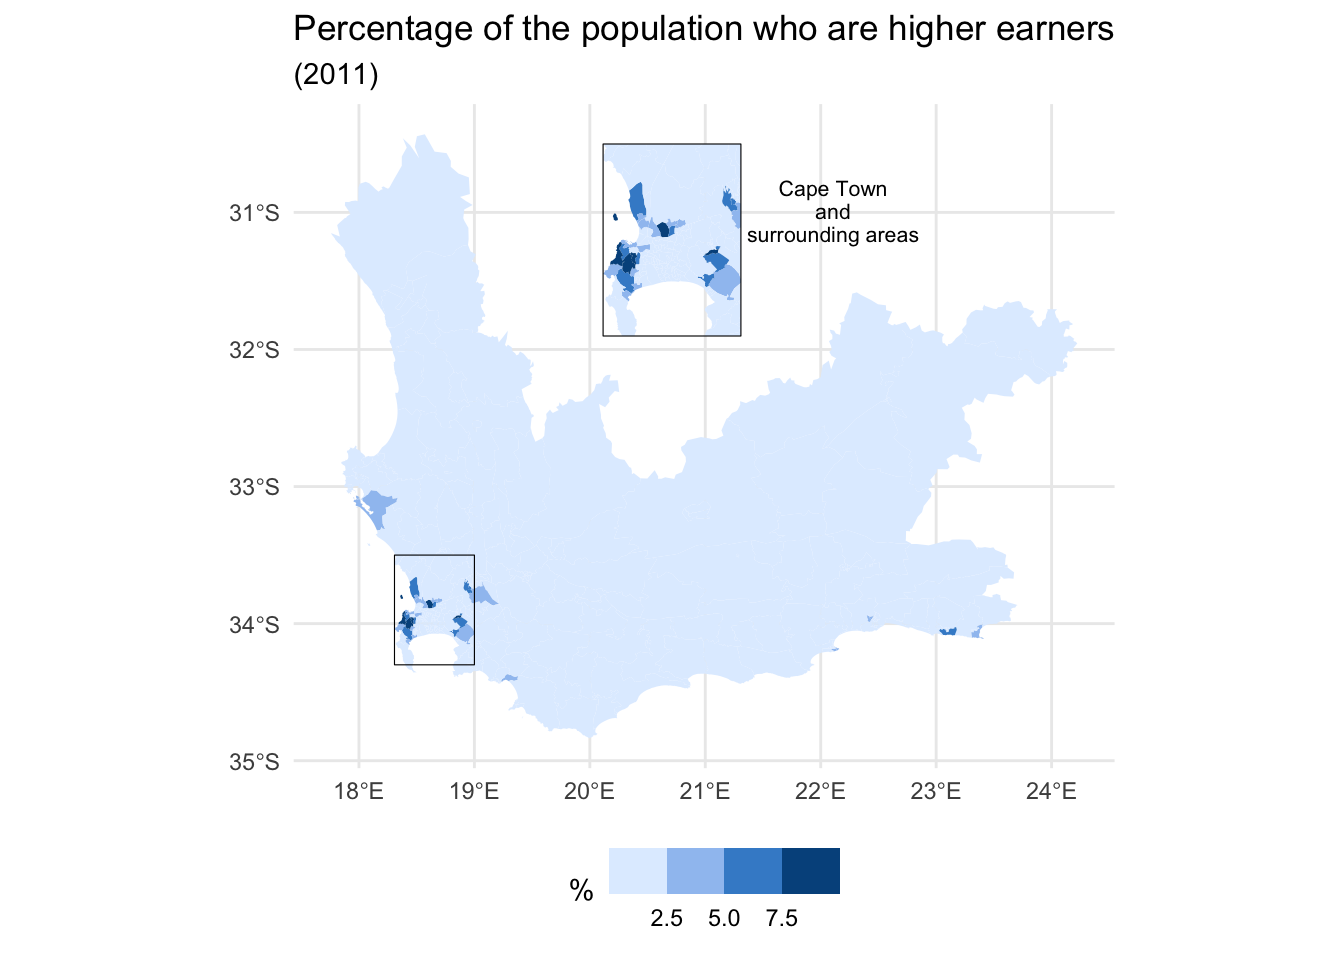 Percentage of the population who are higher earners
(2011)
Cape Town
and
surrounding areas
31°S
32°S
33°S
34°S
35°S
18°E 19°E 20°E 21°E 22°E 23°E 24°E
%
2.5 5.0 7.5